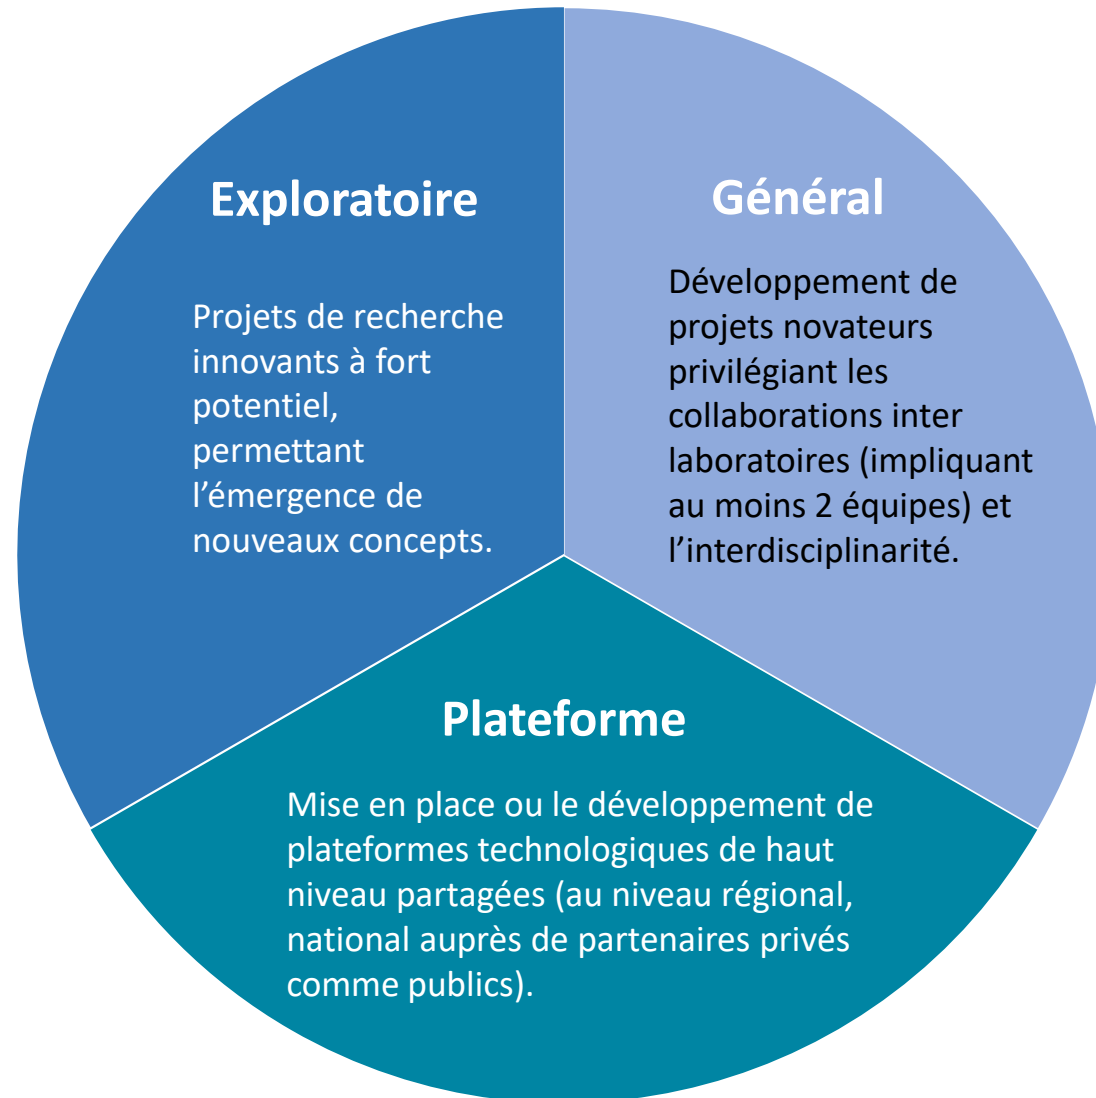 Exploratoire
Projets de recherche
innovants à fort
potentiel,
permettant
l’émergence de
nouveaux concepts.
Général
Développement de
projets novateurs
privilégiant les
collaborations inter
laboratoires (impliquant
au moins 2 équipes) et
l’interdisciplinarité.
Plateforme
Mise en place ou le développement de
plateformes technologiques de haut
niveau partagées (au niveau régional,
national auprès de partenaires privés
comme publics).